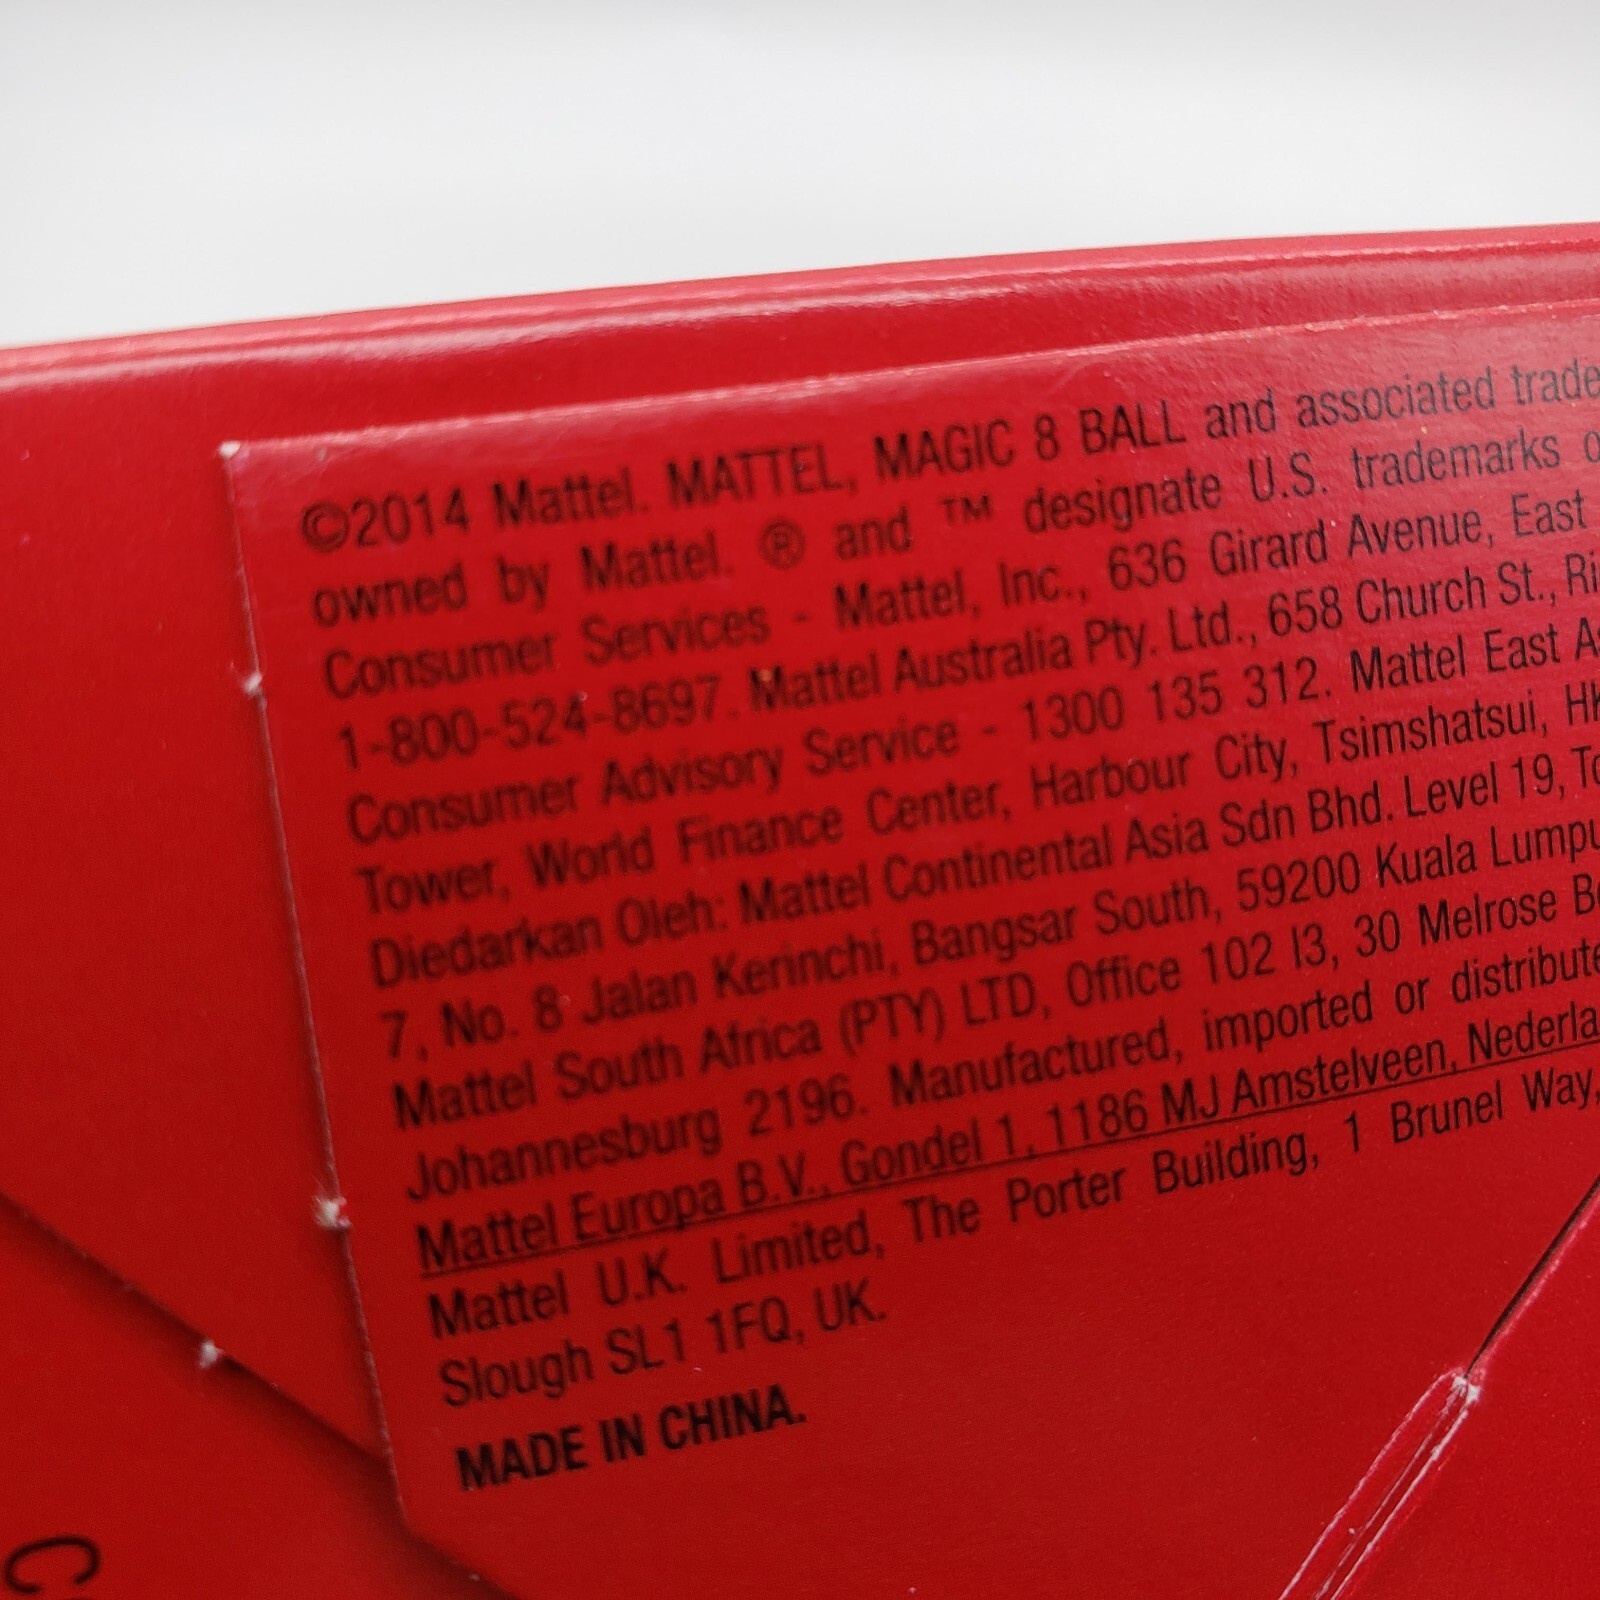 ©2014 Mattel. MATTEL, MAGIC 8 BALL and associated trade
owned by Mattel. ® and ™ designate U.S. trademarks o
Consumer Services - Mattel, Inc., 636 Girard Avenue, East
1-800-524-8697. Mattel Australia Pty. Ltd., 658 Church St., Ri
Consumer Advisory Service - 1300 135 312. Mattel East As
Tower, World Finance Center, Harbour City, Tsimshatsui, HK
Diedarkan Oleh: Mattel Continental Asia Sdn Bhd. Level 19, To
7, No. 8 Jalan Kerinchi, Bangsar South, 59200 Kuala Lumpu
Mattel South Africa (PTY) LTD, Office 102 I3, 30 Melrose Bo
Johannesburg 2196. Manufactured, imported or distribute
Mattel Europa B.V., Gondel 1, 1186 MJ Amstelveen, Nederla
Mattel U.K. Limited, The Porter Building, 1 Brunel Way,
Slough SL1 1FQ, UK.
MADE IN CHINA.